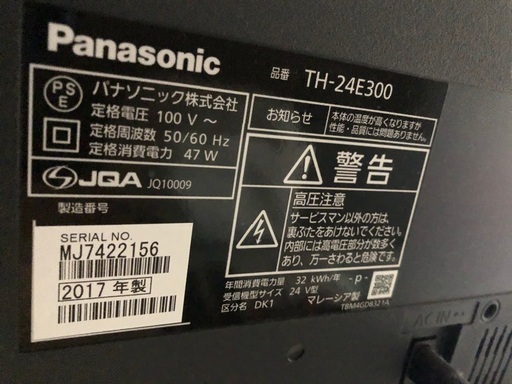 Panasonic
品番 TH-24E300
PS
E
パナソニック株式会社
定格電圧 100 V ～
定格周波数 50/60 Hz
定格消費電力 47 W
JQA JQ10009
お知らせ
本体の温度が高くなりますが
性能・品質には問題ありません。
警告
高圧注意
サービスマン以外の方は、
裏ぶたをあけないでください。
内部には高電圧部分が数多く
あり、万一さわると危険です。
製造番号
SERIAL NO.
MJ7422156
2017 年製
年間消費電力量 32 kWh/年 -P-
受信機型サイズ 24 V型
区分名 DK1 マレーシア製
TBM4GD8321A
AC IN